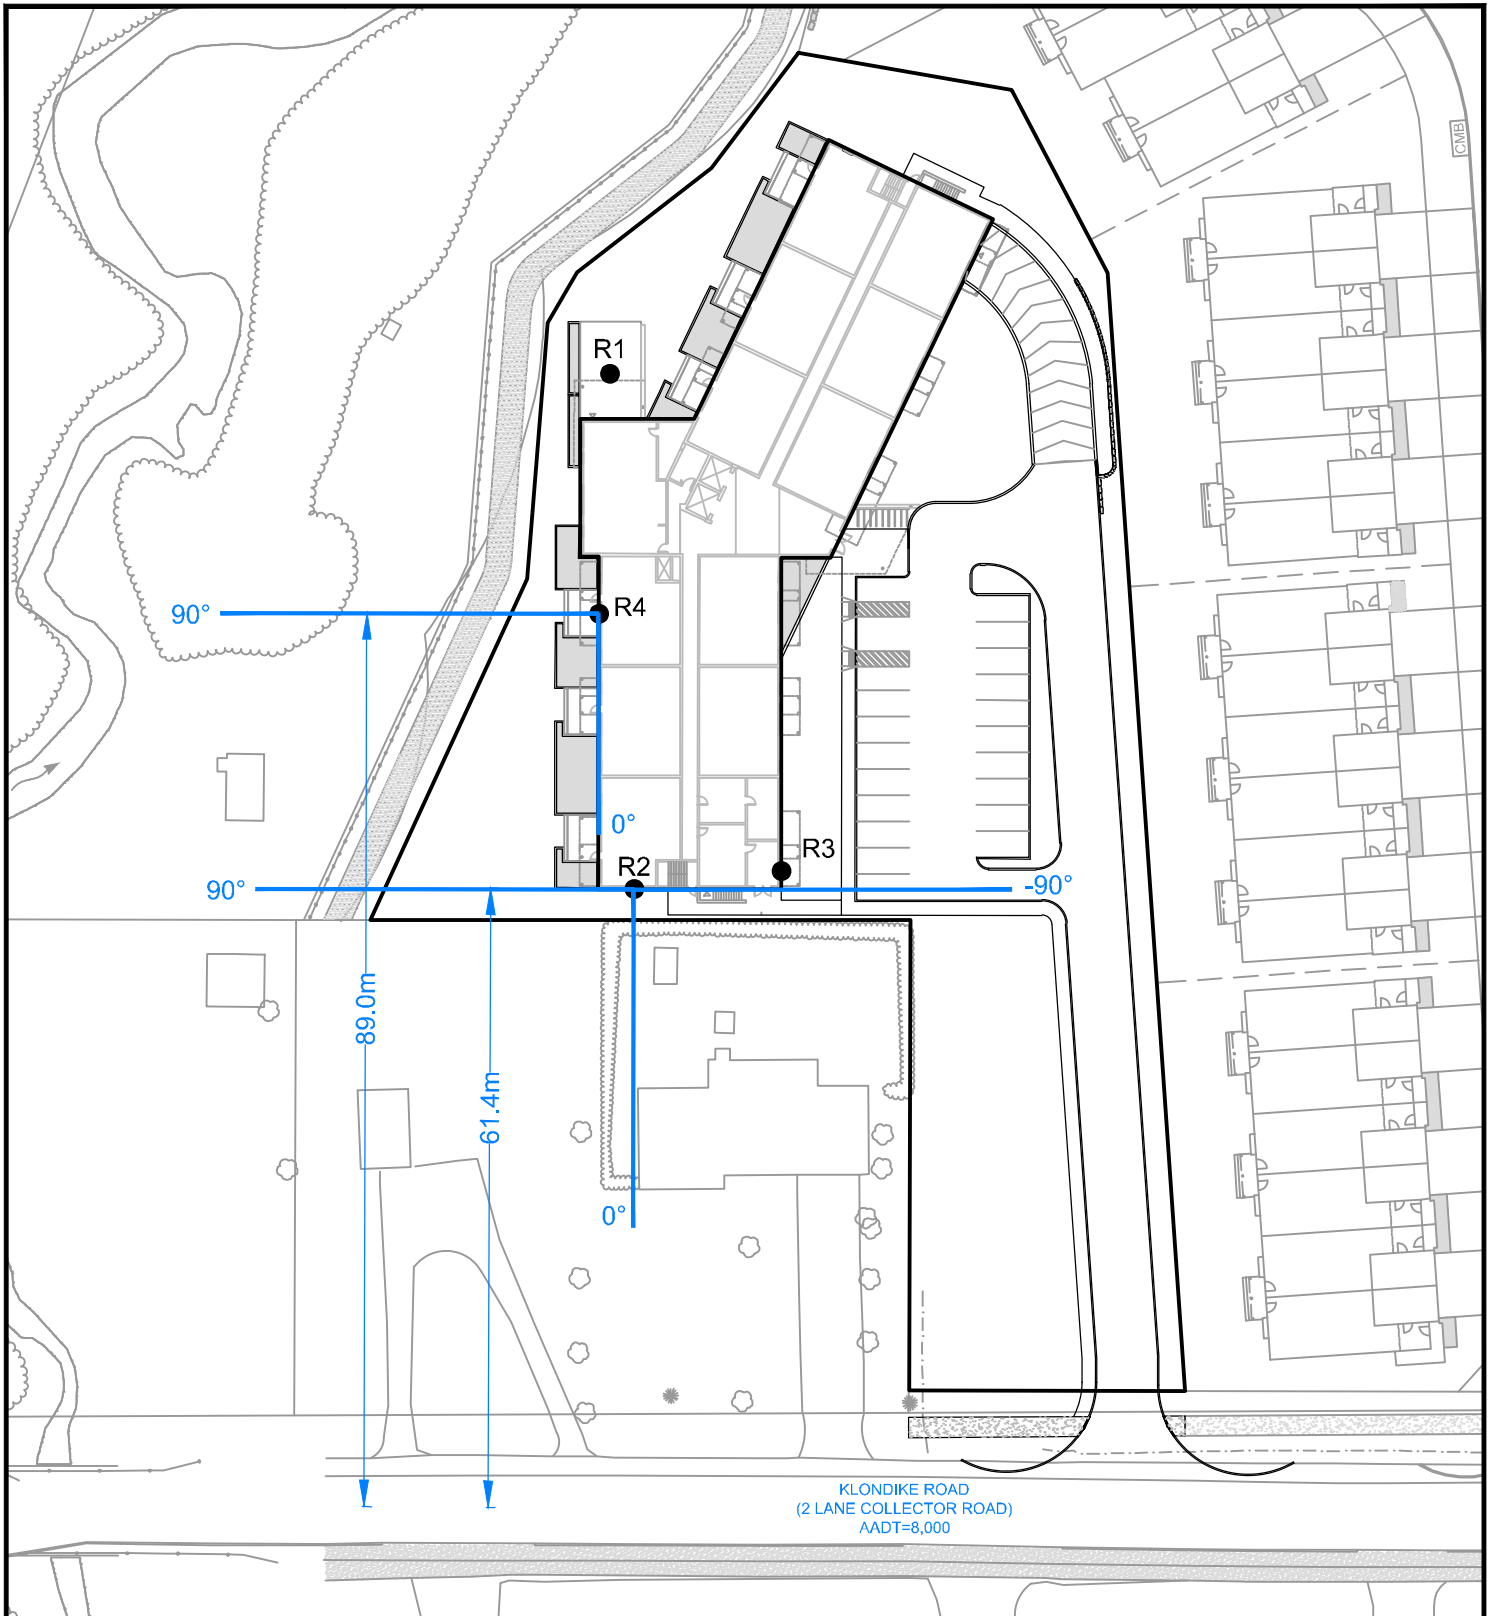 CMB
R1
90°
R4
0°
R3
R2
90°
-90°
89.0m
61.4m
0°
KLONDIKE ROAD
(2 LANE COLLECTOR ROAD)
AADT=8,000